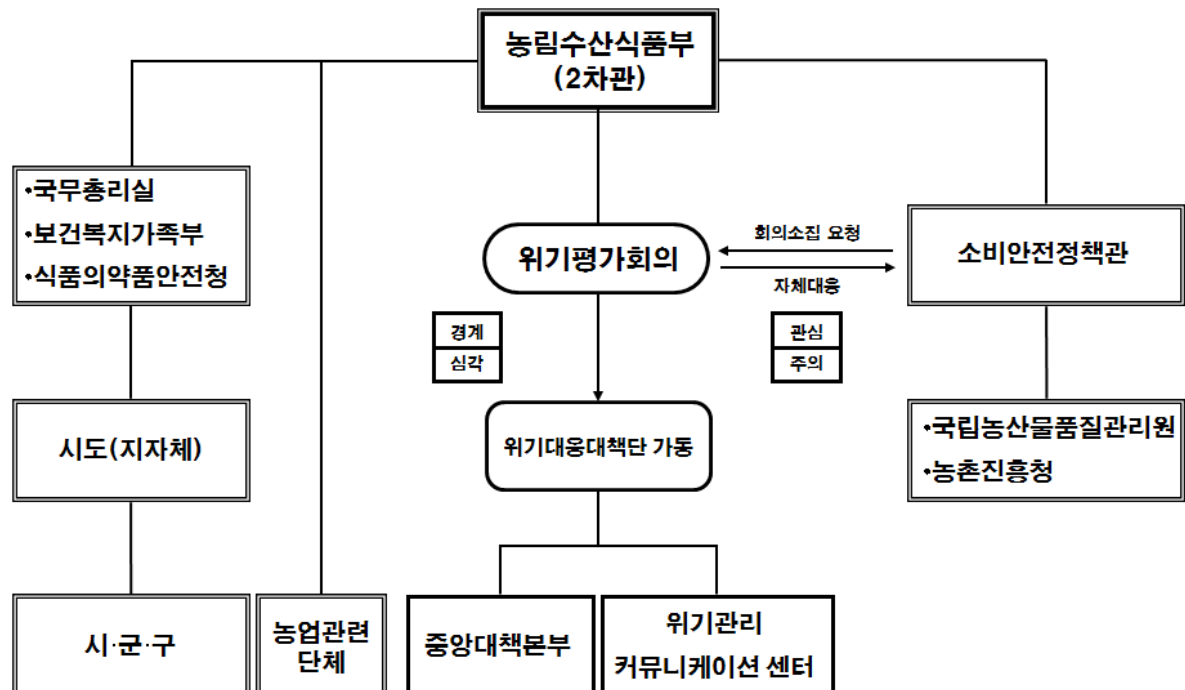 농림수산식품부
(2차관)
·국무총리실
·보건복지가족부
·식품의약품안전청
위기평가회의
회의소집 요청
자체대응
소비안전정책관
경계
심각
관심
주의
시도(지자체)
위기대응대책단 가동
·국립농산물품질관리원
·농촌진흥청
시·군·구
농업관련
단체
중앙대책본부
위기관리
커뮤니케이션 센터